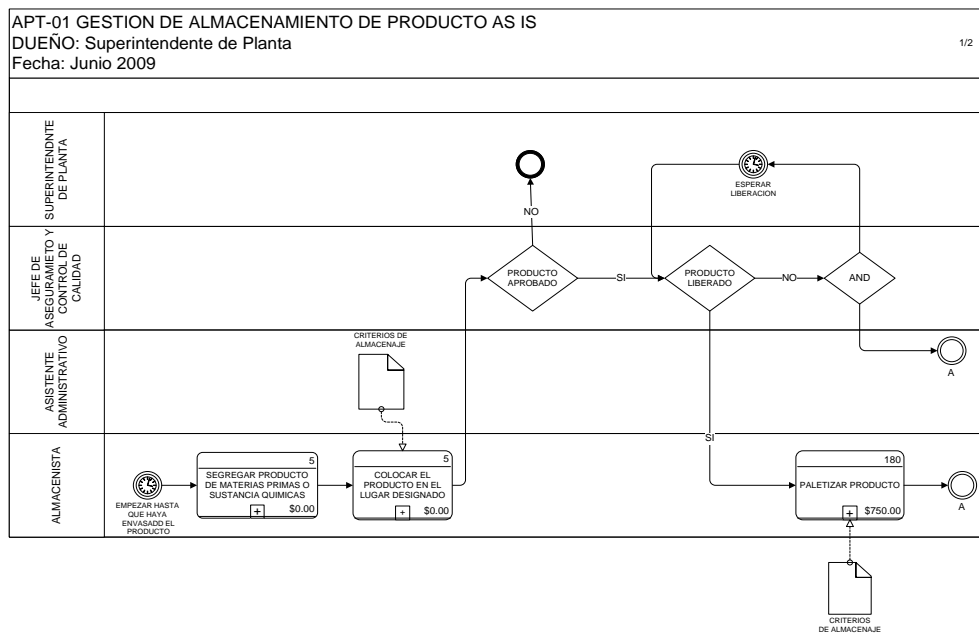 APT-01 GESTION DE ALMACENAMIENTO DE PRODUCTO AS IS
DUEÑO: Superintendente de Planta
Fecha: Junio 2009
1/2
SUPERINTENDNTE
DE PLANTA
NO
ESPERAR
LIBERACION
JEFE DE
ASEGURAMIETO Y
CONTROL DE
CALIDAD
PRODUCTO
APROBADO
SI
PRODUCTO
LIBERADO
NO
AND
ASISTENTE
ADMINISTRATIVO
CRITERIOS DE
ALMACENAJE
A
SI
ALMACENISTA
EMPEZAR HASTA
QUE HAYA
ENVASADD EL
PRODUCTO
5
SEGREGAR PRODUCTO
DE MATERIAS PRIMAS O
SUSTANCIA QUIMICAS
$0.00
5
COLOCAR EL
PRODUCTO EN EL
LUGAR DESIGNADO
$0.00
180
PALETIZAR PRODUCTO
$750.00
A
CRITERIOS
DE ALMACENAJE